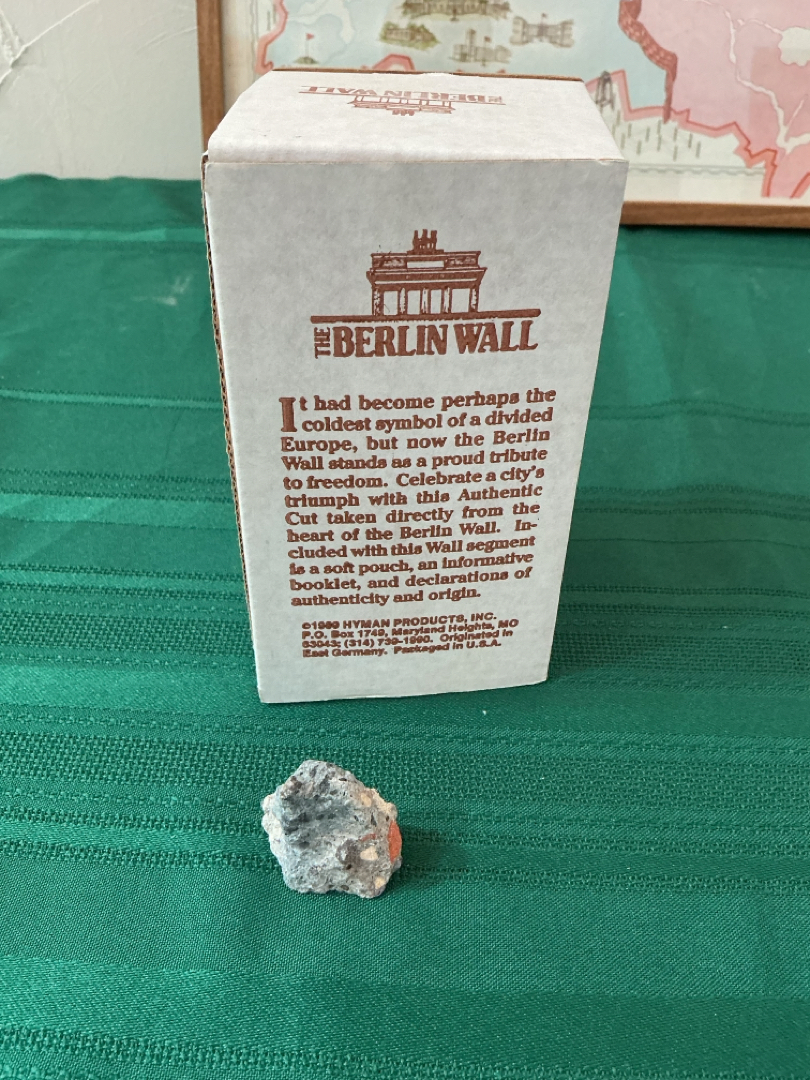 THE BERLIN WALL
THE BERLIN WALL
It had become perhaps the
coldest symbol of a divided
Europe, but now the Berlin
Wall stands as a proud tribute
to freedom. Celebrate a city's
triumph with this Authentic
Cut taken directly from the
heart of the Berlin Wall. In-
cluded with this Wall segment
is a soft pouch, an informative
booklet, and declarations of
authenticity and origin.
©1989 HYMAN PRODUCTS, INC.
P.O. Box 1749, Maryland Heights, MO
63043; (314) 739-1990. Originated in
East Germany. Packaged in U.S.A.